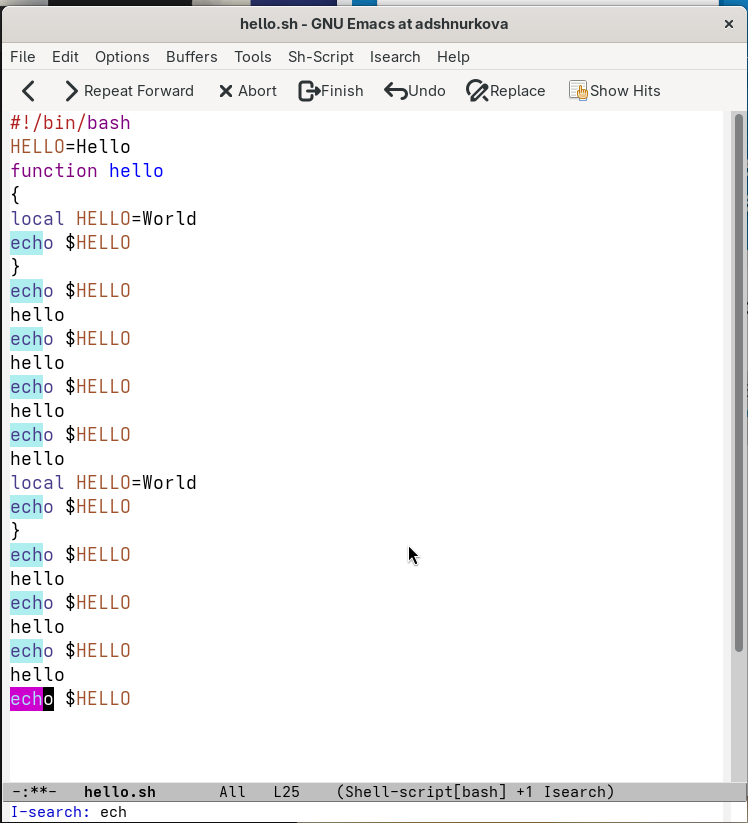 hello.sh - GNU Emacs at adshnurkova
File Edit Options Buffers Tools Sh-Script Isearch Help
Repeat Forward Abort Finish Undo Replace Show Hits
#!/bin/bash
HELLO=Hello
function hello
{
local HELLO=World
echo $HELLO
}
echo $HELLO
hello
echo $HELLO
hello
echo $HELLO
hello
echo $HELLO
hello
local HELLO=World
echo $HELLO
}
echo $HELLO
hello
echo $HELLO
hello
echo $HELLO
hello
echo $HELLO
-:**- hello.sh All L25 (Shell-script[bash] +1 Isearch)
I-search: ech